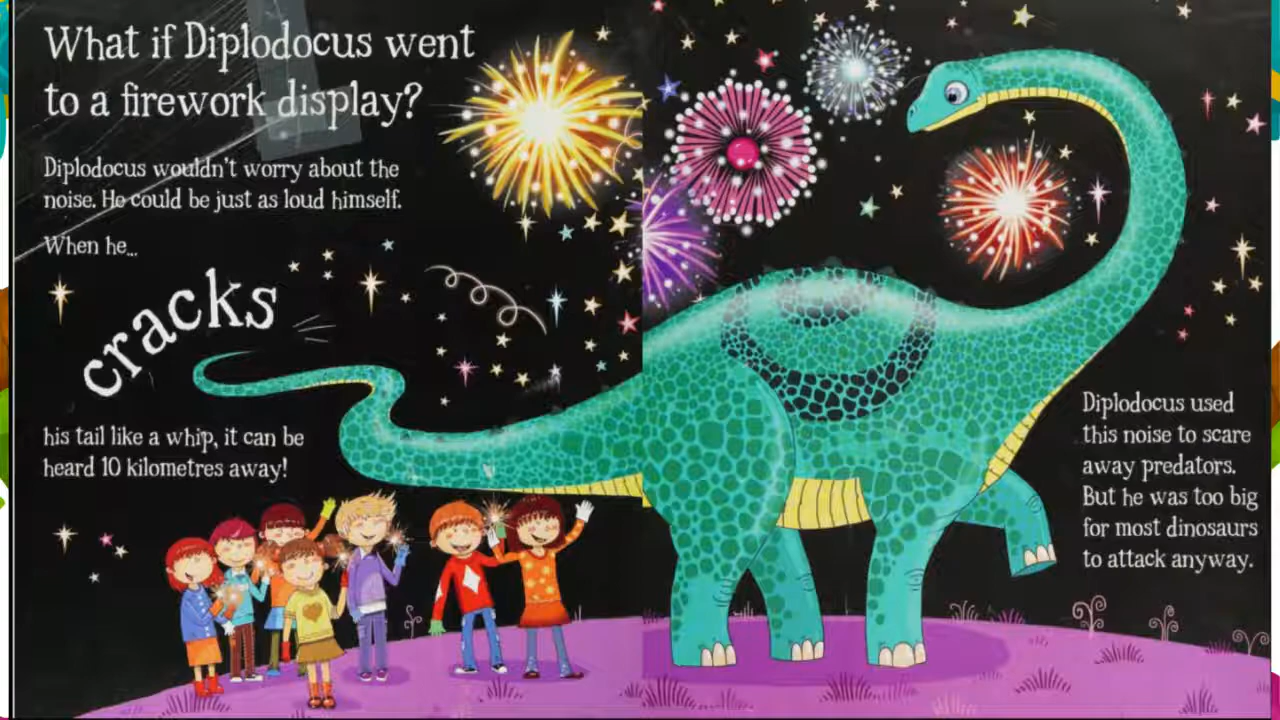 What if Diplodocus went
to a firework display?
Diplodocus wouldn't worry about the
noise. He could be just as loud himself.
When he...
cracks
his tail like a whip, it can be
heard 10 kilometres away!
Diplodocus used
this noise to scare
away predators.
But he was too big
for most dinosaurs
to attack anyway.